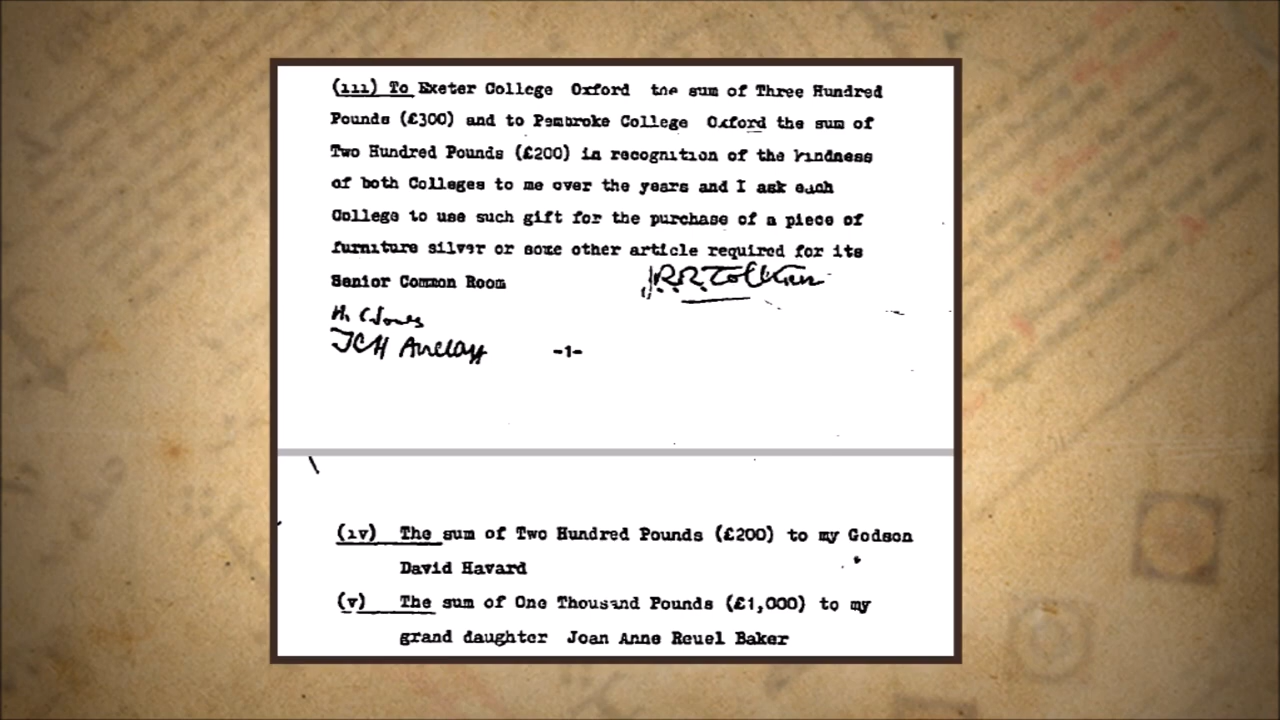 (iii) To Exeter College Oxford the sum of Three Hundred
Pounds (£300) and to Pembroke College Oxford the sum of
Two Hundred Pounds (£200) in recognition of the kindness
of both Colleges to me over the years and I ask each
College to use such gift for the purchase of a piece of
furniture silver or some other article required for its
Senior Common Room
J.R.R. Tolkien
-1-
(iv) The sum of Two Hundred Pounds (£200) to my Godson
David Havard
(v) The sum of One Thousand Pounds (£1,000) to my
grand daughter Joan Anne Reuel Baker